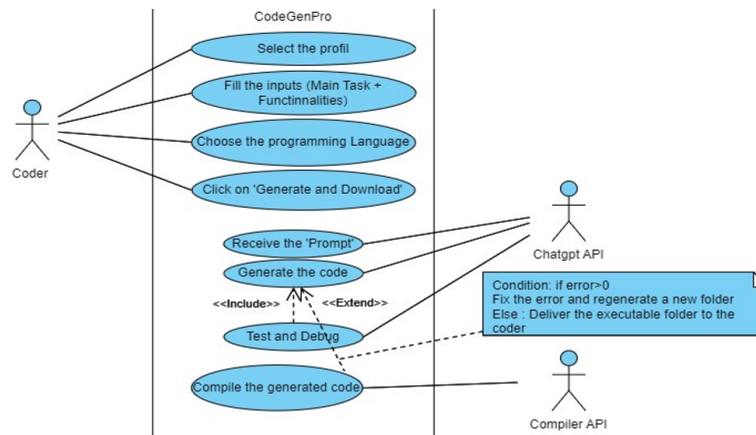 CodeGenPro
Select the profil
Fill the inputs (Main Task +
Functinnalities)
Choose the programming Language
Coder
Click on 'Generate and Download'
Receive the 'Prompt'
Chatgpt API
Generate the code
<<Include>>
<<Extend>>
Condition: if error>0
Fix the error and regenerate a new folder
Else : Deliver the executable folder to the
coder
Test and Debug
Compile the generated code
Compiler API